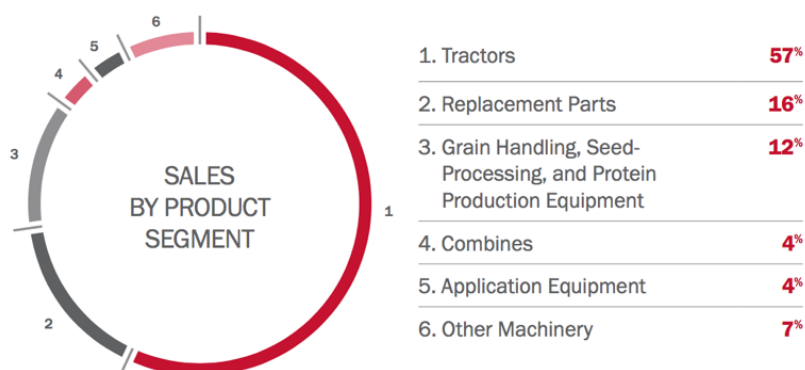 6
5
4
3
2
1
SALES
BY PRODUCT
SEGMENT
1. Tractors 57%
2. Replacement Parts 16%
3. Grain Handling, Seed-
Processing, and Protein
Production Equipment 12%
4. Combines 4%
5. Application Equipment 4%
6. Other Machinery 7%